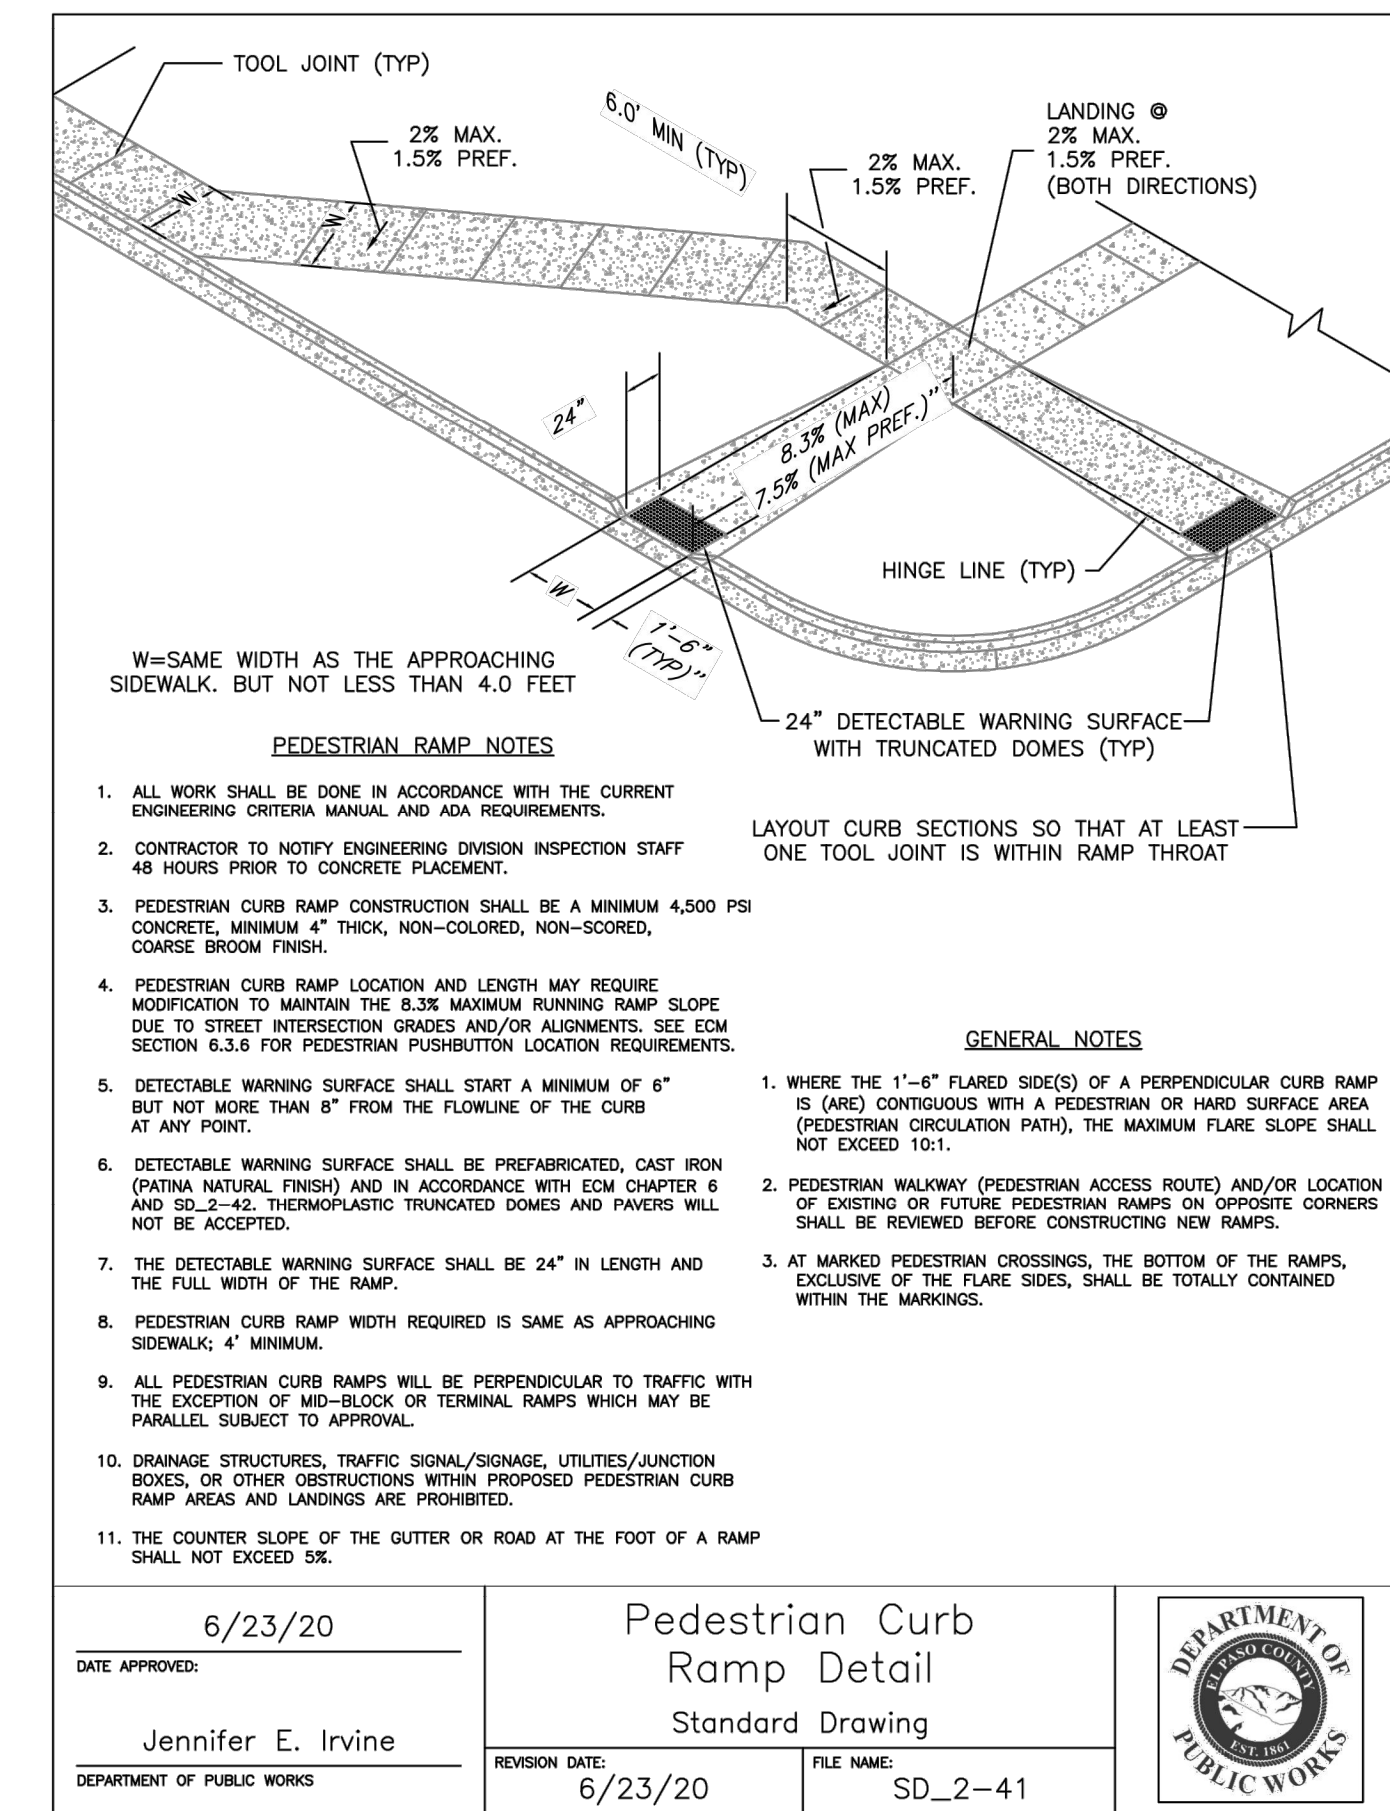 TOOL JOINT (TYP)
2% MAX.
1.5% PREF.
6.0' MIN (TYP)
2% MAX.
1.5% PREF.
LANDING @
2% MAX.
1.5% PREF.
(BOTH DIRECTIONS)
W
W
24"
8.3% (MAX)
7.5% (MAX PREF.)"
HINGE LINE (TYP)
W
1'-6"
(TYP)"
W=SAME WIDTH AS THE APPROACHING
SIDEWALK. BUT NOT LESS THAN 4.0 FEET
24" DETECTABLE WARNING SURFACE
WITH TRUNCATED DOMES (TYP)
LAYOUT CURB SECTIONS SO THAT AT LEAST
ONE TOOL JOINT IS WITHIN RAMP THROAT
PEDESTRIAN RAMP NOTES
1. ALL WORK SHALL BE DONE IN ACCORDANCE WITH THE CURRENT
ENGINEERING CRITERIA MANUAL AND ADA REQUIREMENTS.
2. CONTRACTOR TO NOTIFY ENGINEERING DIVISION INSPECTION STAFF
48 HOURS PRIOR TO CONCRETE PLACEMENT.
3. PEDESTRIAN CURB RAMP CONSTRUCTION SHALL BE A MINIMUM 4,500 PSI
CONCRETE, MINIMUM 4" THICK, NON-COLORED, NON-SCORED,
COARSE BROOM FINISH.
4. PEDESTRIAN CURB RAMP LOCATION AND LENGTH MAY REQUIRE
MODIFICATION TO MAINTAIN THE 8.3% MAXIMUM RUNNING RAMP SLOPE
DUE TO STREET INTERSECTION GRADES AND/OR ALIGNMENTS. SEE ECM
SECTION 6.3.6 FOR PEDESTRIAN PUSHBUTTON LOCATION REQUIREMENTS.
5. DETECTABLE WARNING SURFACE SHALL START A MINIMUM OF 6"
BUT NOT MORE THAN 8" FROM THE FLOWLINE OF THE CURB
AT ANY POINT.
6. DETECTABLE WARNING SURFACE SHALL BE PREFABRICATED, CAST IRON
(PATINA NATURAL FINISH) AND IN ACCORDANCE WITH ECM CHAPTER 6
AND SD_2-42. THERMOPLASTIC TRUNCATED DOMES AND PAVERS WILL
NOT BE ACCEPTED.
7. THE DETECTABLE WARNING SURFACE SHALL BE 24" IN LENGTH AND
THE FULL WIDTH OF THE RAMP.
8. PEDESTRIAN CURB RAMP WIDTH REQUIRED IS SAME AS APPROACHING
SIDEWALK; 4' MINIMUM.
9. ALL PEDESTRIAN CURB RAMPS WILL BE PERPENDICULAR TO TRAFFIC WITH
THE EXCEPTION OF MID-BLOCK OR TERMINAL RAMPS WHICH MAY BE
PARALLEL SUBJECT TO APPROVAL.
10. DRAINAGE STRUCTURES, TRAFFIC SIGNAL/SIGNAGE, UTILITIES/JUNCTION
BOXES, OR OTHER OBSTRUCTIONS WITHIN PROPOSED PEDESTRIAN CURB
RAMP AREAS AND LANDINGS ARE PROHIBITED.
11. THE COUNTER SLOPE OF THE GUTTER OR ROAD AT THE FOOT OF A RAMP
SHALL NOT EXCEED 5%.
GENERAL NOTES
1. WHERE THE 1'-6" FLARED SIDE(S) OF A PERPENDICULAR CURB RAMP
IS (ARE) CONTIGUOUS WITH A PEDESTRIAN OR HARD SURFACE AREA
(PEDESTRIAN CIRCULATION PATH), THE MAXIMUM FLARE SLOPE SHALL
NOT EXCEED 10:1.
2. PEDESTRIAN WALKWAY (PEDESTRIAN ACCESS ROUTE) AND/OR LOCATION
OF EXISTING OR FUTURE PEDESTRIAN RAMPS ON OPPOSITE CORNERS
SHALL BE REVIEWED BEFORE CONSTRUCTING NEW RAMPS.
3. AT MARKED PEDESTRIAN CROSSINGS, THE BOTTOM OF THE RAMPS,
EXCLUSIVE OF THE FLARE SIDES, SHALL BE TOTALLY CONTAINED
WITHIN THE MARKINGS.
6/23/20
DATE APPROVED:
Jennifer E. Irvine
DEPARTMENT OF PUBLIC WORKS
Pedestrian Curb
Ramp Detail
Standard Drawing
REVISION DATE:
6/23/20
FILE NAME:
SD_2-41
DEPARTMENT OF
EL PASO COUNTY
EST. 1861
PUBLIC WORKS